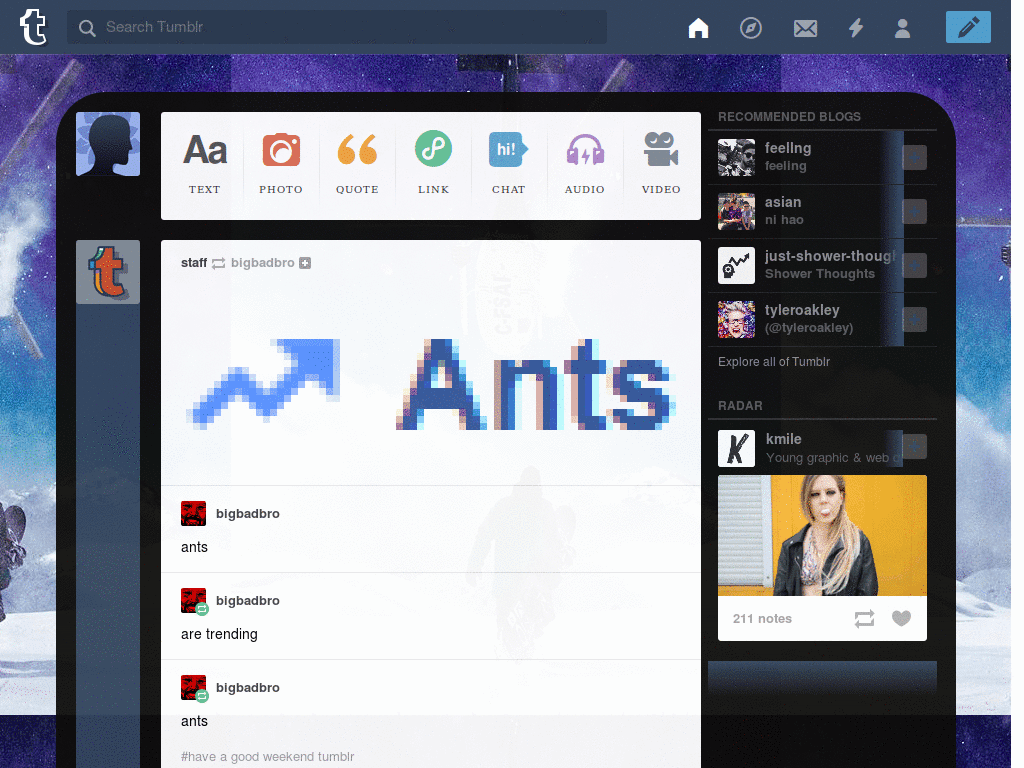 Search Tumblr
Aa
hi!
TEXT
PHOTO
QUOTE
LINK
CHAT
AUDIO
VIDEO
staff bigbadbro
Ants
bigbadbro
ants
bigbadbro
are trending
bigbadbro
ants
#have a good weekend tumblr
RECOMMENDED BLOGS
feellng
feeling
asian
ni hao
just-shower-though
Shower Thoughts
tyleroakley
(@tyleroakley)
Explore all of Tumblr
RADAR
kmile
Young graphic & web
211 notes